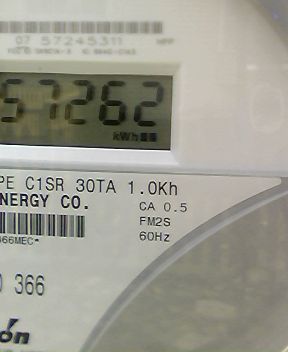 07 57245311
57262
kWh
PE C1SR 30TA 1.0Kh
NERGY CO.
CA 0.5
FM2S
60Hz
366MEC*
0 366
on